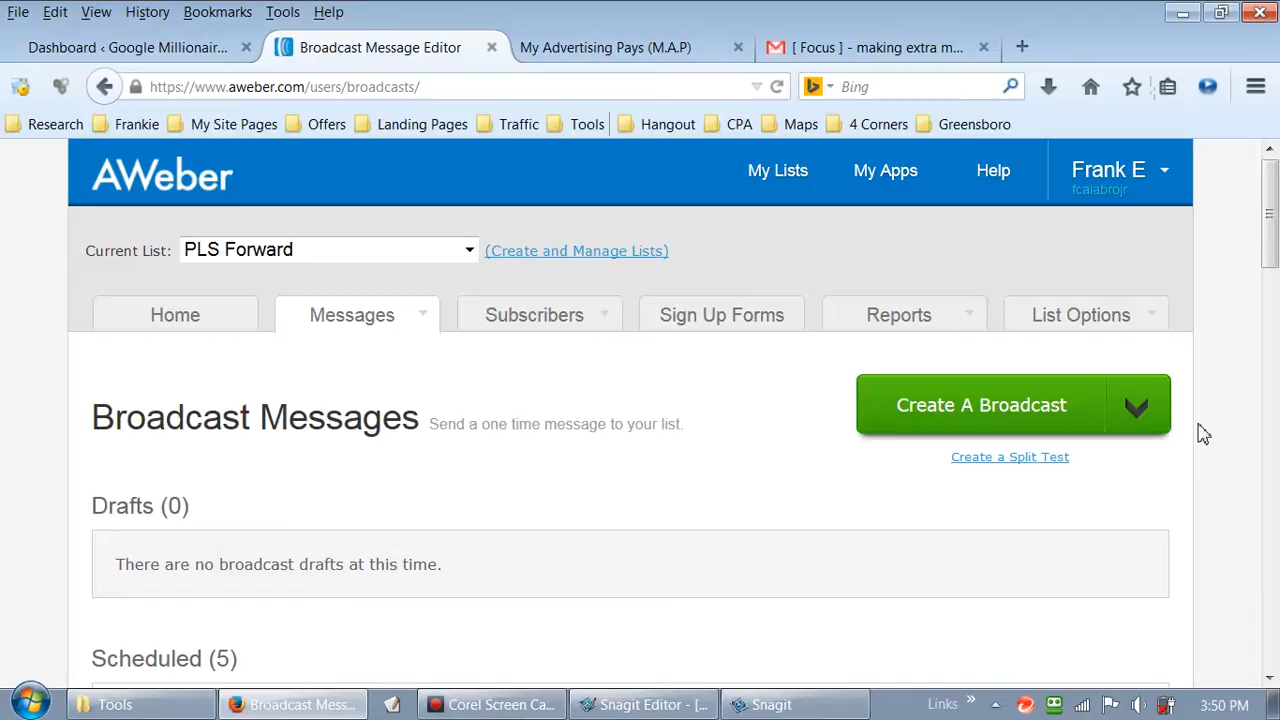 File Edit View History Bookmarks Tools Help
Dashboard ‹ Google Millionair... Broadcast Message Editor My Advertising Pays (M.A.P) [ Focus ] - making extra m...
https://www.aweber.com/users/broadcasts/ Bing
Research Frankie My Site Pages Offers Landing Pages Traffic Tools Hangout CPA Maps 4 Corners Greensboro
AWeber My Lists My Apps Help Frank E
fcalabrojr
Current List: PLS Forward (Create and Manage Lists)
Home Messages Subscribers Sign Up Forms Reports List Options
Broadcast Messages Send a one time message to your list. Create A Broadcast
Create a Split Test
Drafts (0)
There are no broadcast drafts at this time.
Scheduled (5)
Tools Broadcast Mess... Corel Screen Ca... Snagit Editor - [... Snagit Links » 3:50 PM